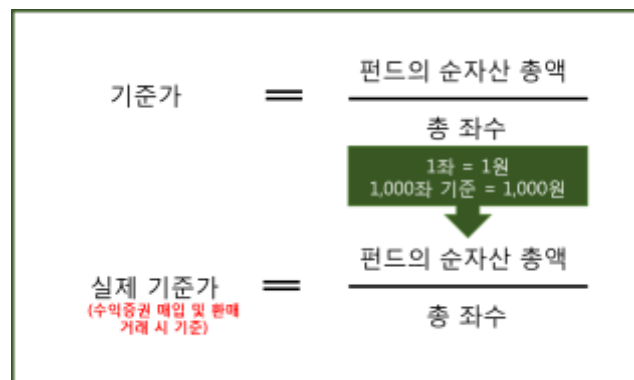 기준가 = 펀드의 순자산 총액
총 좌수
1좌 = 1원
1,000좌 기준 = 1,000원
실제 기준가 = 펀드의 순자산 총액
(수익증권 매입 및 환매
거래 시 기준)
총 좌수